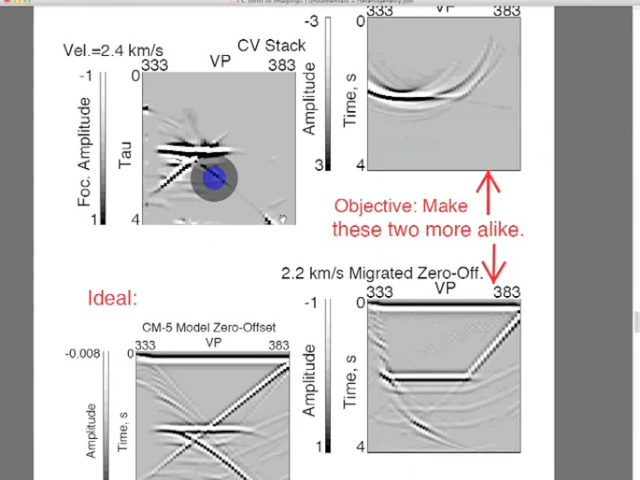 Vel.=2.4 km/s
CV Stack
-1
333
VP
383
0
4
1
Foc. Amplitude
Tau
-3
333
VP
383
0
4
3
Amplitude
Time, s
Objective: Make
these two more alike.
Ideal:
CM-5 Model Zero-Offset
-0.008
333
VP
383
0
Amplitude
Time, s
2.2 km/s Migrated Zero-Off.
-1
333
VP
383
0
4
1
Amplitude
Time, s